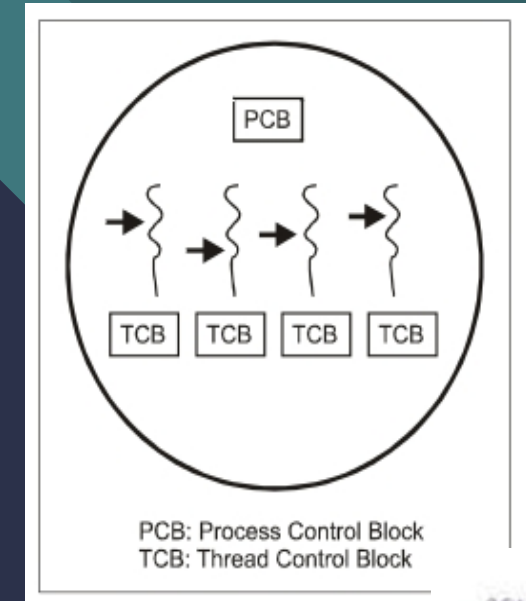 PCB
TCB TCB TCB TCB
PCB: Process Control Block
TCB: Thread Control Block